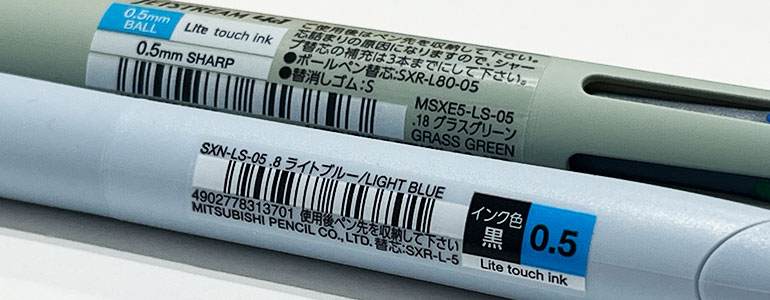 0.5mm
BALL
Lite touch ink
0.5mm SHARP
ご使用後はペン先を収納して下さい。
芯詰まりの原因になりますので、シャー
プ替芯の補充は3本までにして下さい。
●ボールペン替芯:SXR-L80-05
●替消しゴム:S
MSXE5-LS-05
.18 グラスグリーン
GRASS GREEN
SXN-LS-05 .8 ライトブルー/LIGHT BLUE
4902778313701 使用後ペン先を収納して下さい
MITSUBISHI PENCIL CO., LTD. 替芯:SXR-L-5
インク色
黒
0.5
Lite touch ink